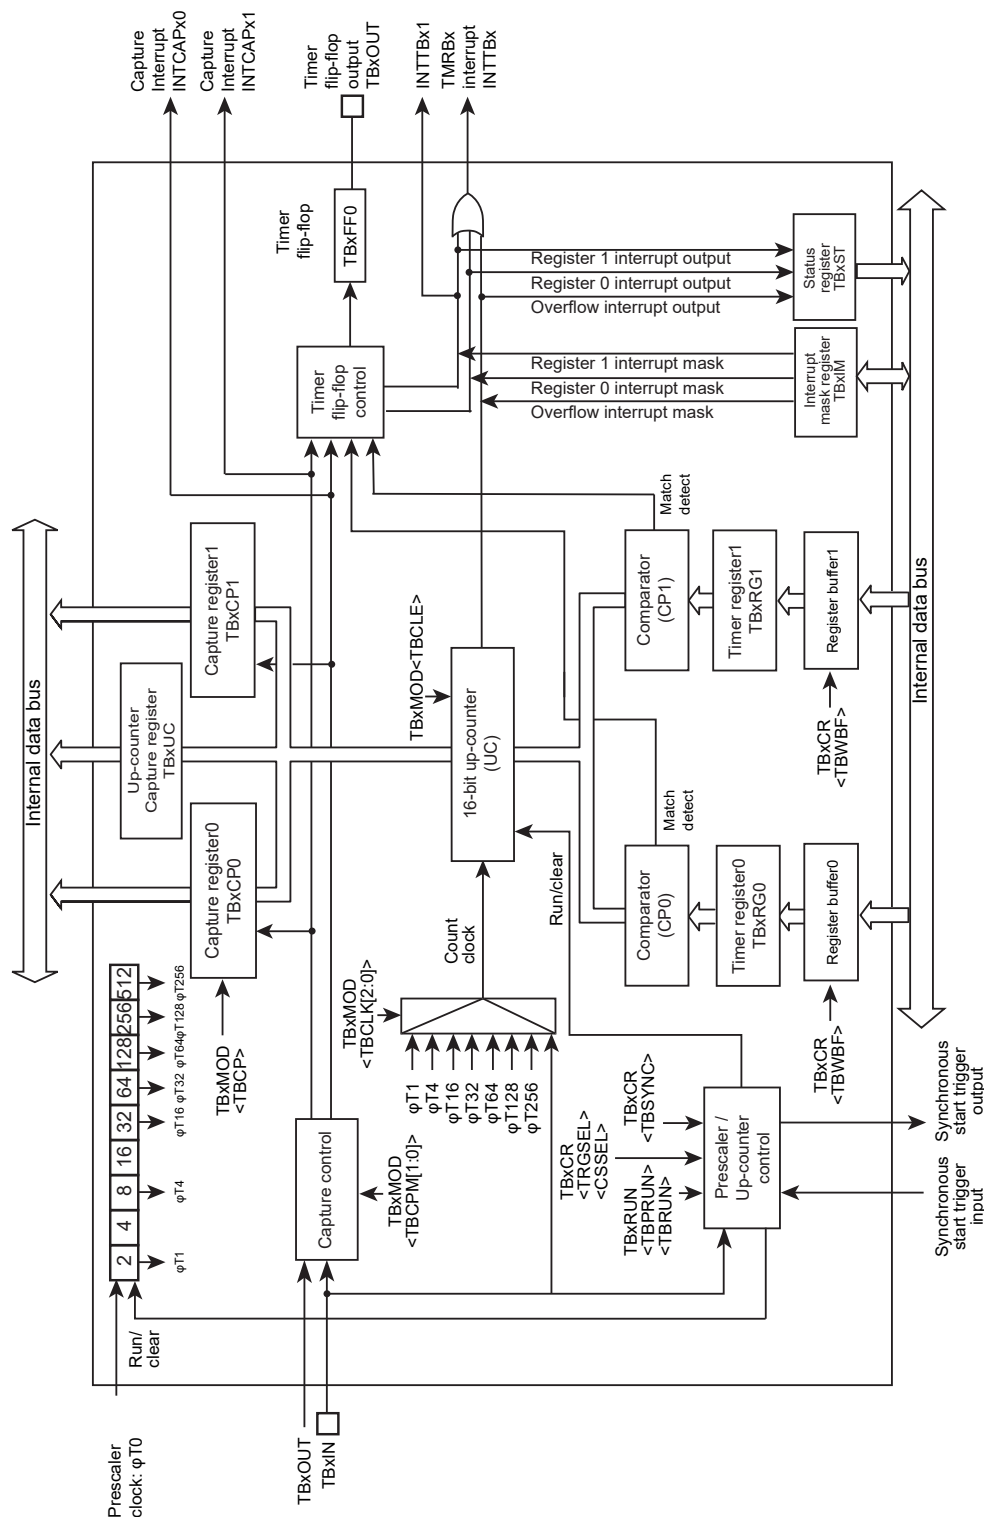 Prescaler
clock: φT0
Run/
clear
2
4
8
16
32
64
128
256
512
φT1
φT4
φT16
φT32
φT64
φT128
φT256
Internal data bus
TBxMOD
<TBCP>
Capture register0
TBxCP0
Up-counter
Capture register
TBxUC
Capture register1
TBxCP1
Capture
Interrupt
INTCAPx0
Capture
Interrupt
INTCAPx1
TBxOUT
TBxIN
Capture control
TBxMOD
<TBCPM[1:0]>
TBxMOD
<TBCLK[2:0]>
φT1
φT4
φT16
φT32
φT64
φT128
φT256
Count
clock
TBxMOD<TBCLE>
16-bit up-counter
(UC)
Run/clear
Timer
flip-flop
control
Timer
flip-flop
TBxFF0
Timer
flip-flop
output
TBxOUT
INTTBx1
TMRBx
interrupt
INTTBx
Register 1 interrupt output
Register 0 interrupt output
Overflow interrupt output
Register 1 interrupt mask
Register 0 interrupt mask
Overflow interrupt mask
Status
register
TBxST
Interrupt
mask register
TBxIM
TBxRUN
<TBPRUN>
<TBRUN>
TBxCR
<TRGSEL>
<CSSEL>
TBxCR
<TBSYNC>
Prescaler /
Up-counter
control
Match
detect
Comparator
(CP0)
Timer register0
TBxRG0
Register buffer0
TBxCR
<TBWBF>
Match
detect
Comparator
(CP1)
Timer register1
TBxRG1
Register buffer1
TBxCR
<TBWBF>
Internal data bus
Synchronous
start trigger
input
Synchronous
start trigger
output